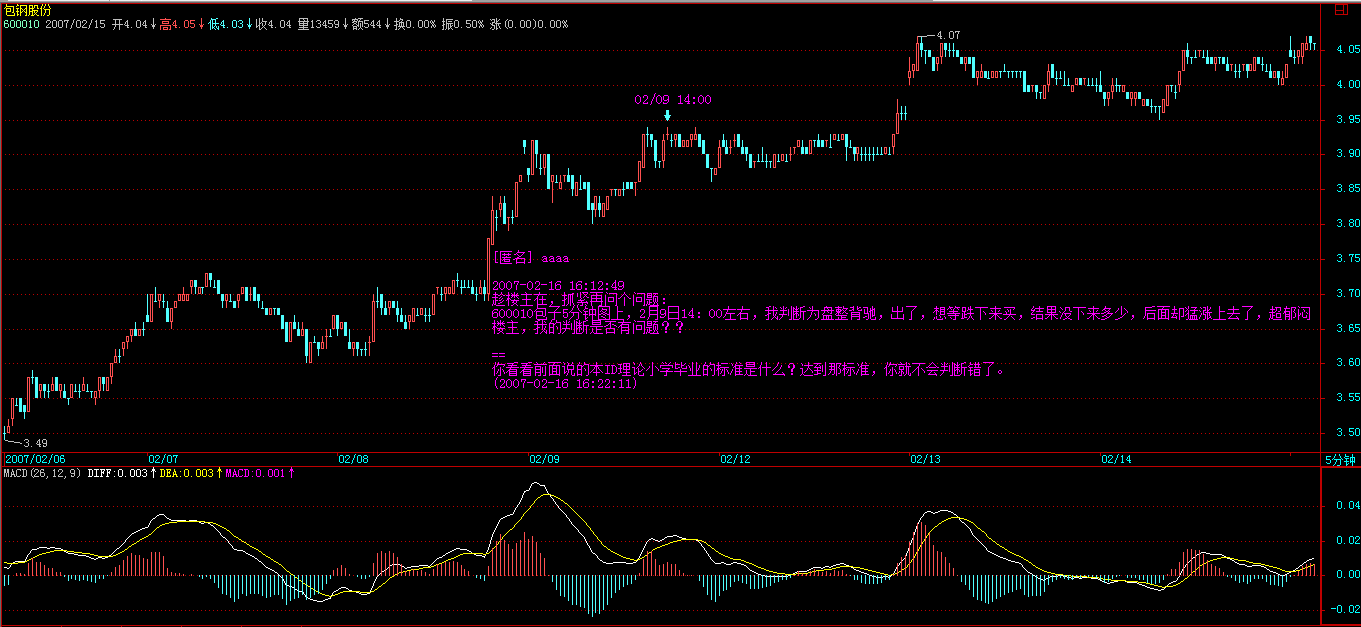 包钢股份
600010 2007/02/15 开4.04↓高4.05↓低4.03↓收4.04 量13459↓额544↓换0.00% 振0.50% 涨(0.00)0.00%
4.07
4.05
02/09 14:00
4.00
3.95
3.90
3.85
3.80
[匿名] aaaa
3.75
2007-02-16 16:12:49
趁楼主在，抓紧再问个问题：
3.70
600010包子5分钟图上，2月9日14：00左右，我判断为盘整背驰，出了，想等跌下来买，结果没下来多少，后面却猛涨上去了，超郁闷
楼主，我的判断是否有问题？？
3.65
==
3.60
你看看前面说的本ID理论小学毕业的标准是什么？达到那标准，你就不会判断错了。
(2007-02-16 16:22:11)
3.55
3.50
3.49
2007/02/06 02/07 02/08 02/09 02/12 02/13 02/14 5分钟
MACD(26,12,9) DIFF:0.003↑DEA:0.003↑MACD:0.001↑
0.04
0.02
0.00
-0.02